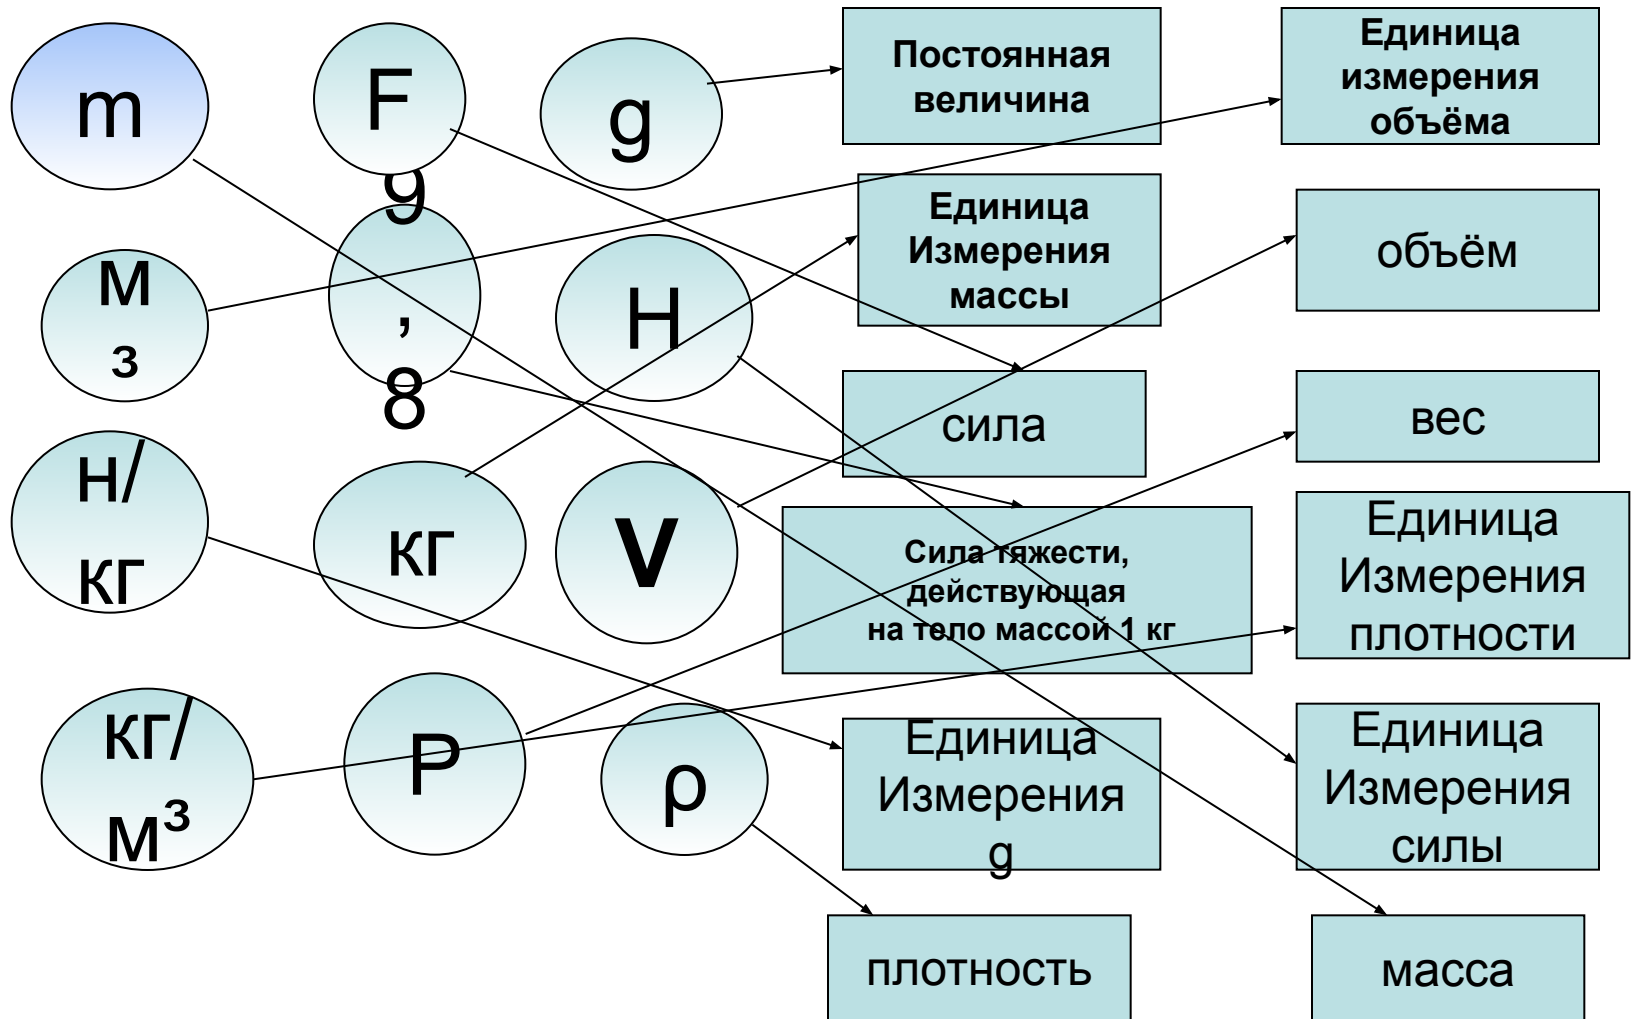 m
F
g
Постоянная
величина
Единица
измерения
объёма
м
³
9
,
8
Н
Единица
Измерения
массы
объём
сила
вес
н/
кг
кг
V
Сила тяжести,
действующая
на тело массой 1 кг
Единица
Измерения
плотности
кг/
м³
Р
ρ
Единица
Измерения
g
Единица
Измерения
силы
плотность
масса